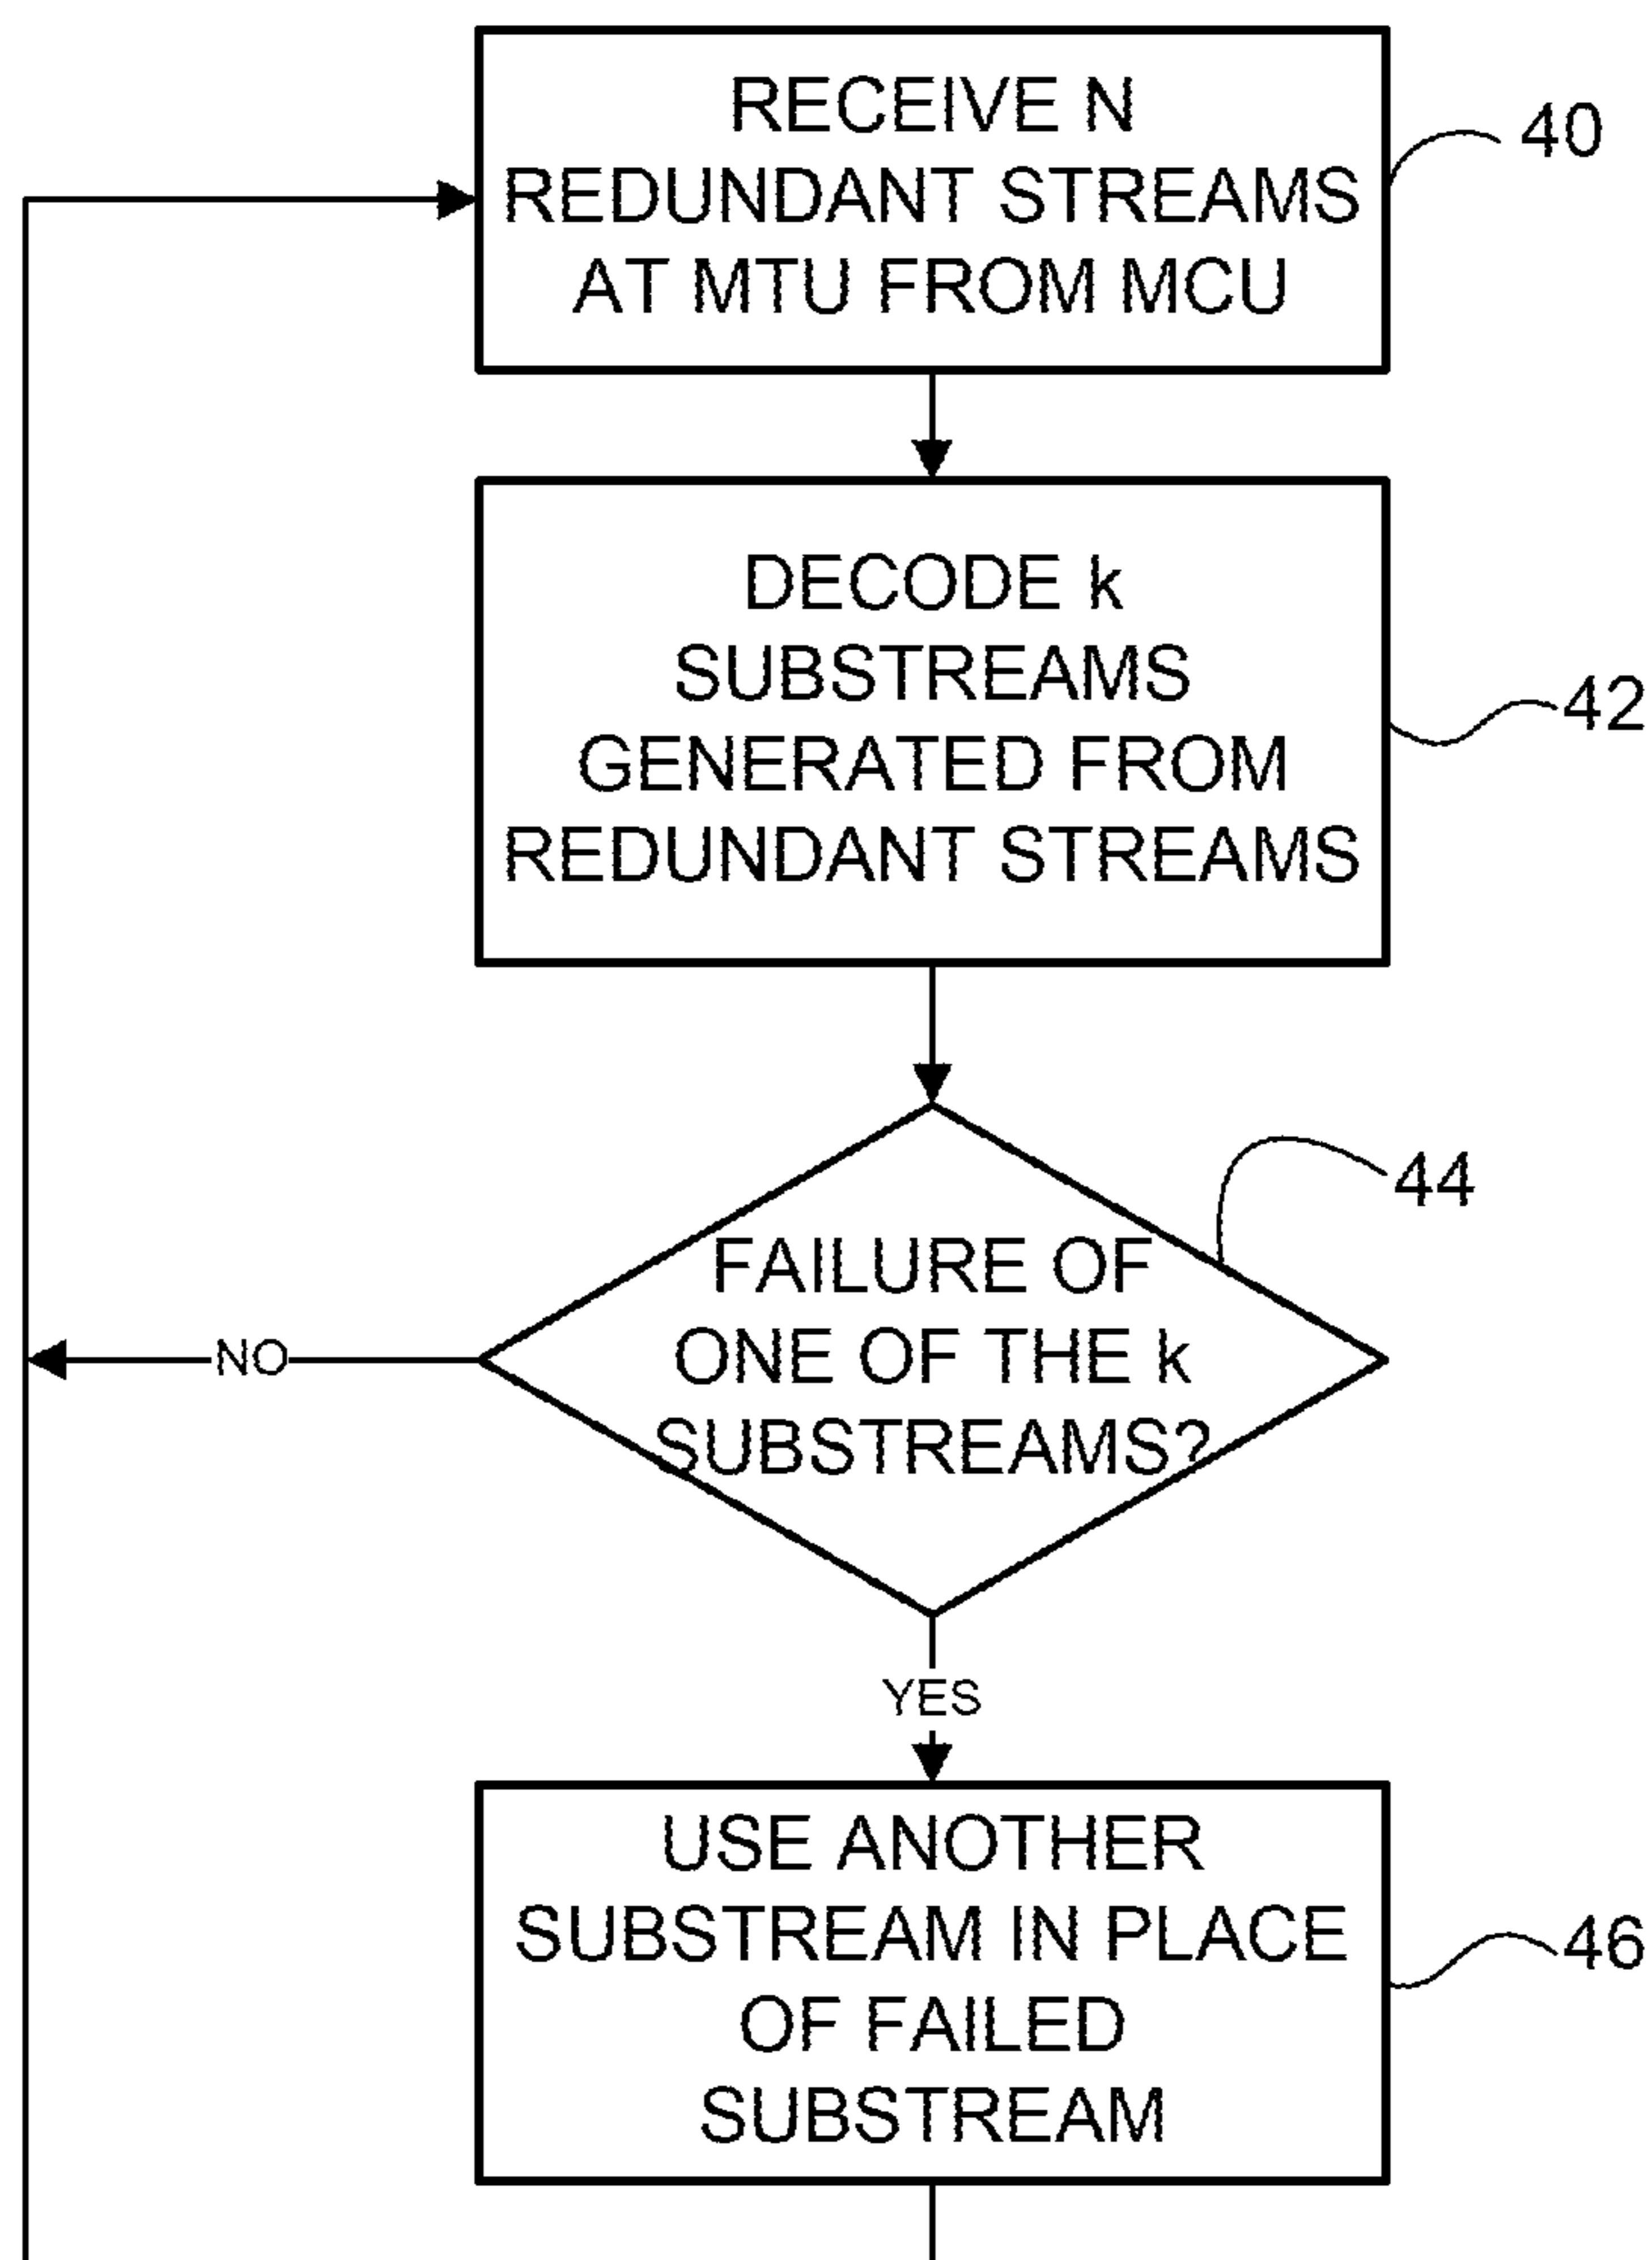 RECEIVE N
REDUNDANT STREAMS
AT MTU FROM MCU
40
DECODE k
SUBSTREAMS
GENERATED FROM
REDUNDANT STREAMS
42
44
FAILURE OF
ONE OF THE k
SUBSTREAMS?
NO
YES
USE ANOTHER
SUBSTREAM IN PLACE
OF FAILED
SUBSTREAM
46